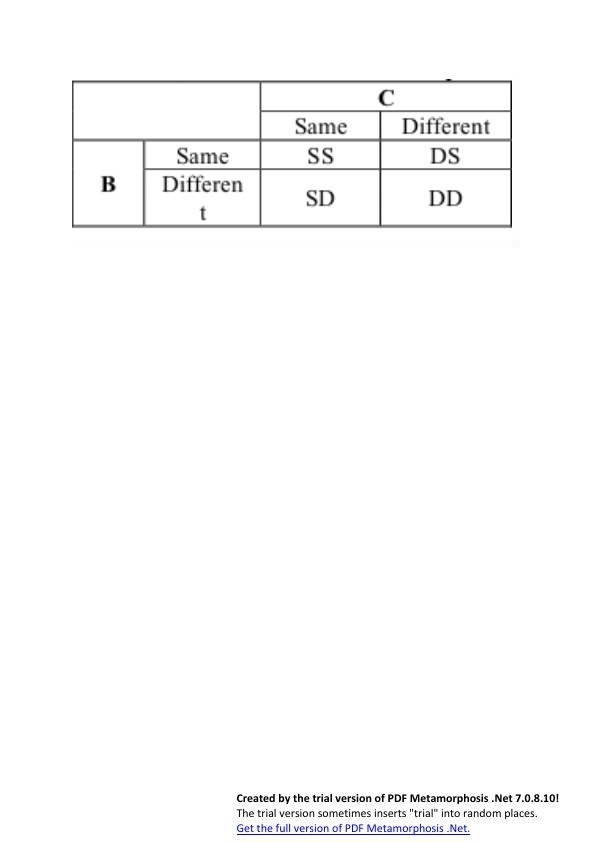 C
Same Different
B Same SS DS
Differen
t SD DD
Created by the trial version of PDF Metamorphosis .Net 7.0.8.10!
The trial version sometimes inserts "trial" into random places.
Get the full version of PDF Metamorphosis .Net.